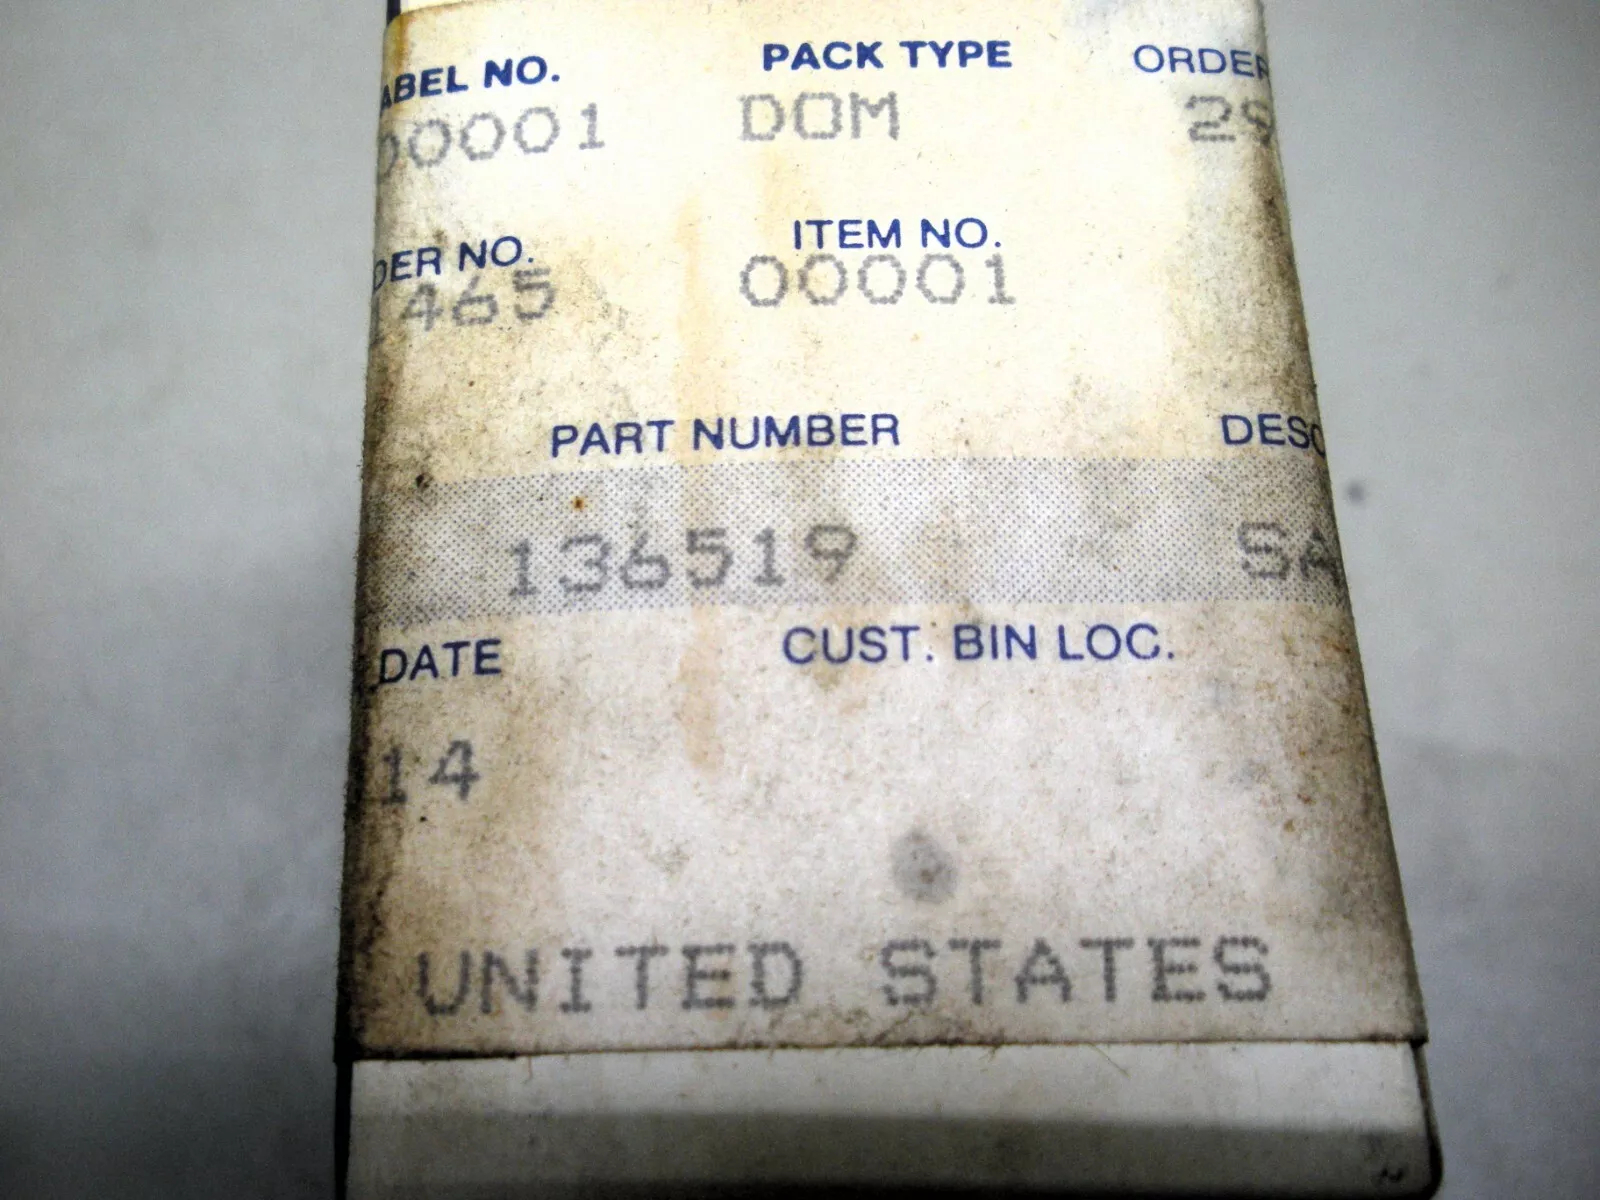 ABEL NO. PACK TYPE ORDER
00001 DOM 29
DER NO. ITEM NO.
1465 00001
PART NUMBER DESC
136519 SA
DATE CUST. BIN LOC.
14
UNITED STATES